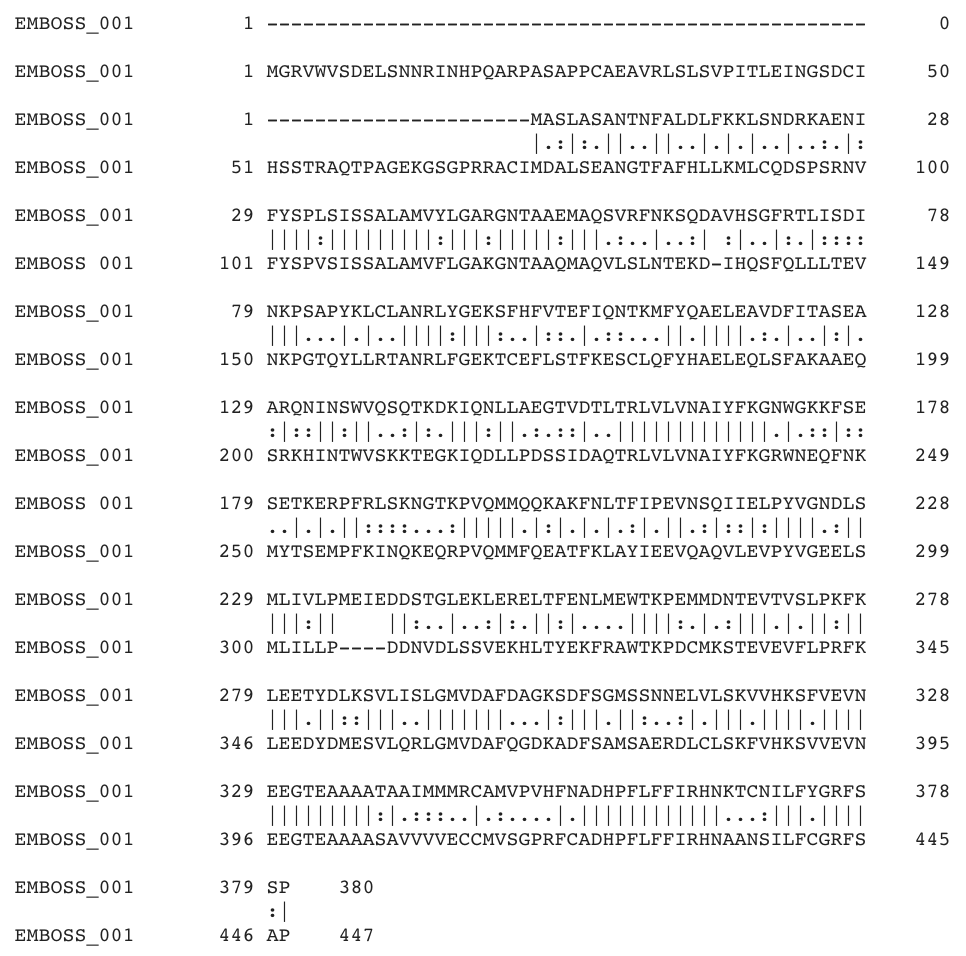 EMBOSS_001 1 -------------------------------------------------- 0
EMBOSS_001 1 MGRVWVSDELSNNRINHPQARPASAPPCAEAVRLSLSVPITLEINGSDCI 50
EMBOSS_001 1 ----------------------MASLASANTNFALDLFKKLSNDRKAENI 28
|.:|:.||..||..|.|.|..|..:.|:
EMBOSS_001 51 HSSTRAQTPAGEKGSGPRRACIMDALSEANGTFAFHLLKMLCQDSPSRNV 100
EMBOSS_001 29 FYSPLSISSALAMVYLGARGNTAAEMAQSVRFNKSQDAVHSGFRTLISDI 78
||||:|||||||||:|||:|||||:|||.:..|..:| :|..|:.|::::
EMBOSS 001 101 FYSPVSISSALAMVFLGAKGNTAAQMAQVLSLNTEKD-IHQSFQLLLTEV 149
EMBOSS_001 79 NKPSAPYKLCLANRLYGEKSFHFVTEFIQNTKMFYQAELEAVDFITASEA 128
|||...|.|..||||:|||:..|::.|.::...||.||||.:.|..|:|.
EMBOSS_001 150 NKPGTQYLLRTANRLFGEKTCEFLSTFKESCLQFYHAELEQLSFAKAAEQ 199
EMBOSS_001 129 ARQNINSWVQSQTKDKIQNLLAEGTVDTLTRLVLVNAIYFKGNWGKKFSE 178
:|::||:||..:|:.|||:||.:.::|..|||||||||||||.|.::|::
EMBOSS_001 200 SRKHINTWVSKKTEGKIQDLLPDSSIDAQTRLVLVNAIYFKGRWNEQFNK 249
EMBOSS 001 179 SETKERPFRLSKNGTKPVQMMQQKAKFNLTFIPEVNSQIIELPYVGNDLS 228
..|.|.||::::...:|||||.|:|.|.|.:|.||.:|::|:||||.:||
EMBOSS_001 250 MYTSEMPFKINQKEQRPVQMMFQEATFKLAYIEEVQAQVLEVPYVGEELS 299
EMBOSS_001 229 MLIVLPMEIEDDSTGLEKLERELTFENLMEWTKPEMMDNTEVTVSLPKFK 278
|||:||    ||:..|..:|:.||:|....||||:.|.:|||.|.||:||
EMBOSS_001 300 MLILLP----DDNVDLSSVEKHLTYEKFRAWTKPDCMKSTEVEVFLPRFK 345
EMBOSS_001 279 LEETYDLKSVLISLGMVDAFDAGKSDFSGMSSNNELVLSKVVHKSFVEVN 328
|||.||::|||..|||||||...|:|||.||:..:|.|||.|||||.||||
EMBOSS_001 346 LEEDYDMESVLQRLGMVDAFQGDKADFSAMSAERDLCLSKFVHKSVVEVN 395
EMBOSS_001 329 EEGTEAAAATAAIMMMRCAMVPVHFNADHPFLFFIRHNKTCNILFYGRFS 378
|||||||||:|.:::.|.||.:....|.||||||||||...:|||.||||
EMBOSS_001 396 EEGTEAAAASAVVVVECCMVSGPRFCADHPFLFFIRHNAANSILFCGRFS 445
EMBOSS_001 379 SP 380
:|
EMBOSS_001 446 AP 447